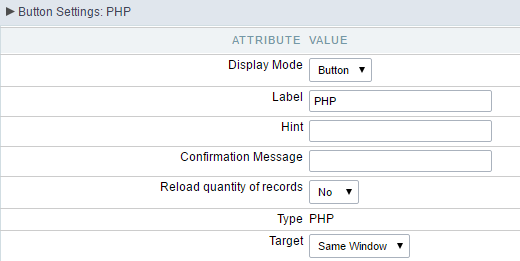 Button Settings: PHP
ATTRIBUTE VALUE
Display Mode Button
Label PHP
Hint
Confirmation Message
Reload quantity of records No
Type PHP
Target Same Window